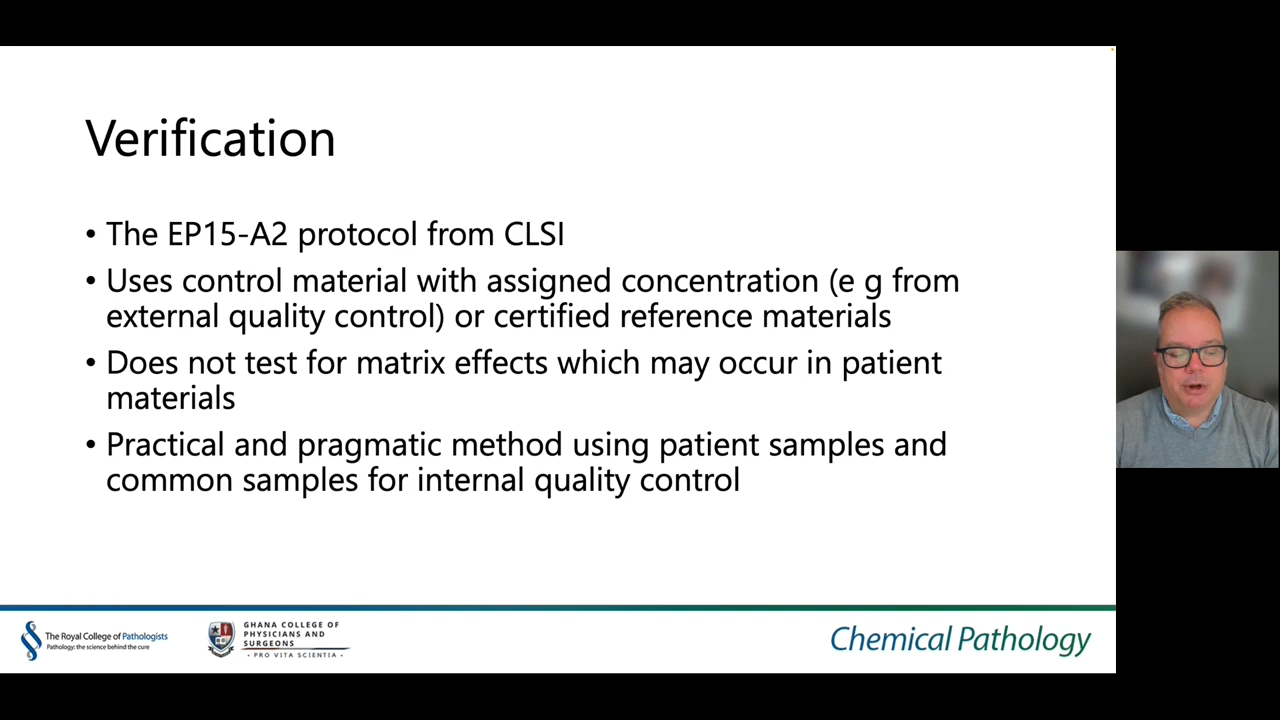 Verification
• The EP15-A2 protocol from CLSI
• Uses control material with assigned concentration (e g from
external quality control) or certified reference materials
• Does not test for matrix effects which may occur in patient
materials
• Practical and pragmatic method using patient samples and
common samples for internal quality control
The Royal College of Pathologists
Pathology: the science behind the cure
GHANA COLLEGE OF
PHYSICIANS AND
SURGEONS
• PRO VITA SCIENTIA •
Chemical Pathology